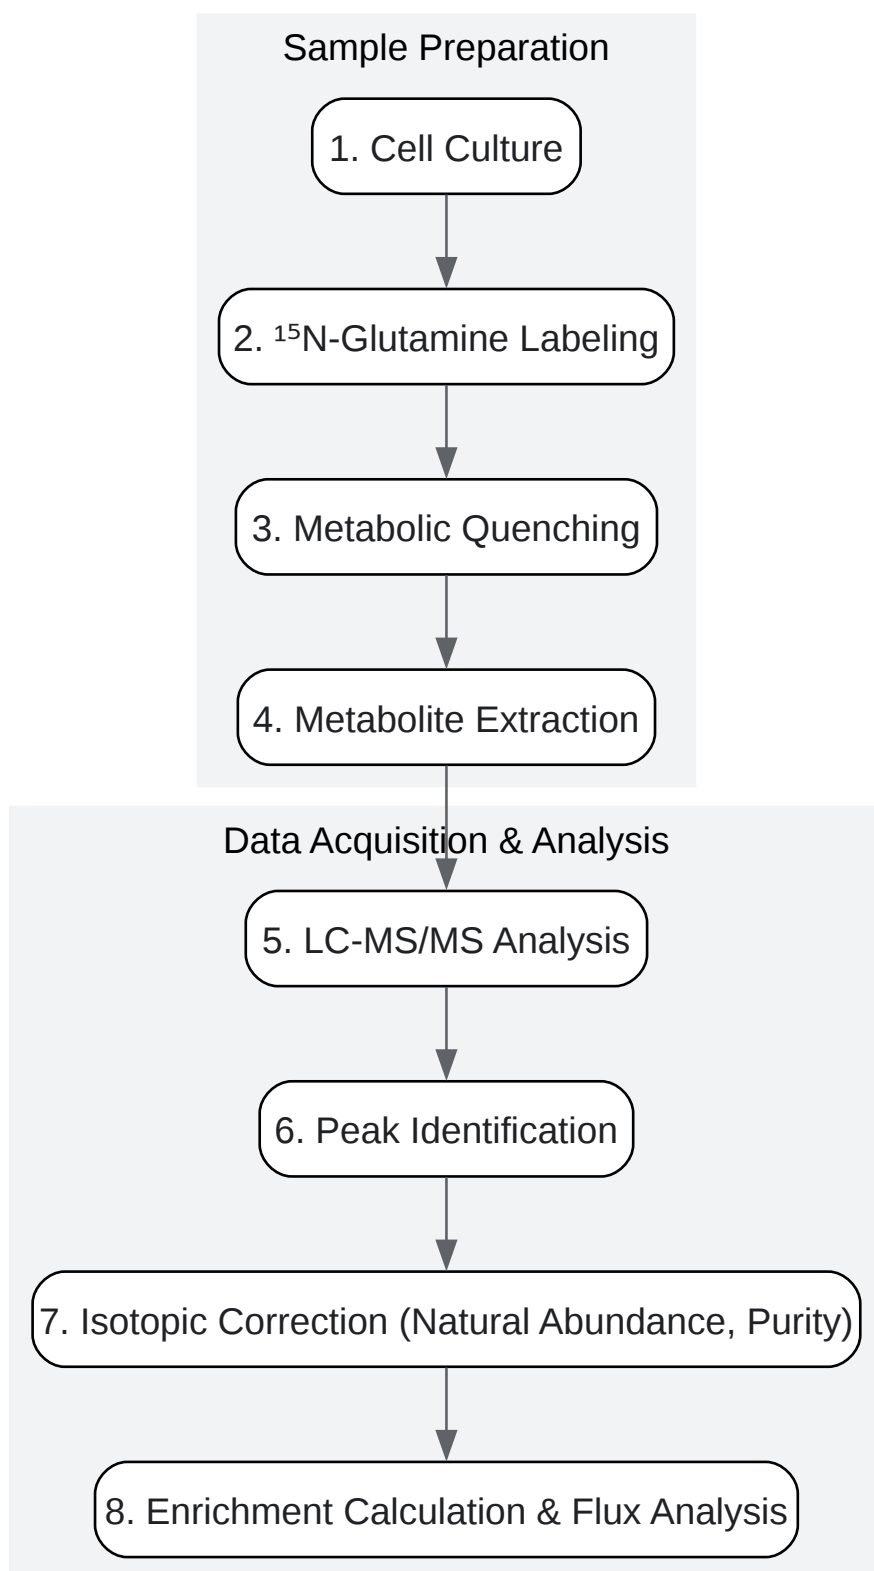 Sample Preparation
1. Cell Culture
2. ¹⁵N-Glutamine Labeling
3. Metabolic Quenching
4. Metabolite Extraction
Data Acquisition & Analysis
5. LC-MS/MS Analysis
6. Peak Identification
7. Isotopic Correction (Natural Abundance, Purity)
8. Enrichment Calculation & Flux Analysis